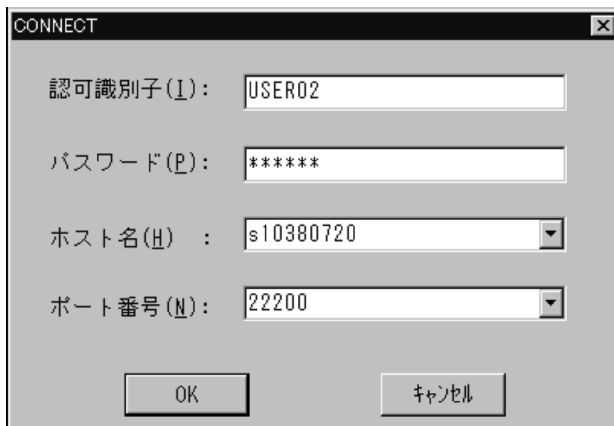 CONNECT
認可識別子(I): USER02
パスワード(P): ******
ホスト名(H) : s10380720
ポート番号(N): 22200
OK キャンセル